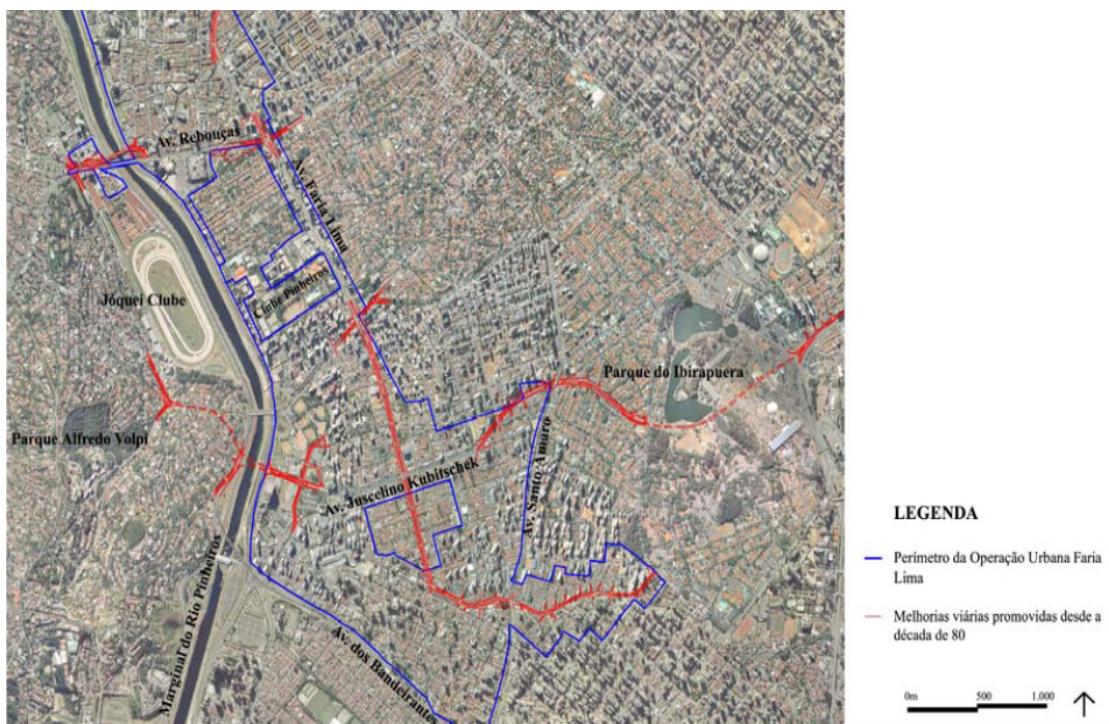 Av. Rebouças
Av. Faria Lima
Clube Pinheiros
Jóquei Clube
Parque do Ibirapuera
Parque Alfredo Volpi
Av. Santo Amaro
Av. Juscelino Kubitschek
Marginal do Rio Pinheiros
Av. dos Bandeirantes
LEGENDA
Perímetro da Operação Urbana Faria
Lima
Melhorias viárias promovidas desde a
década de 80
0m 500 1,000